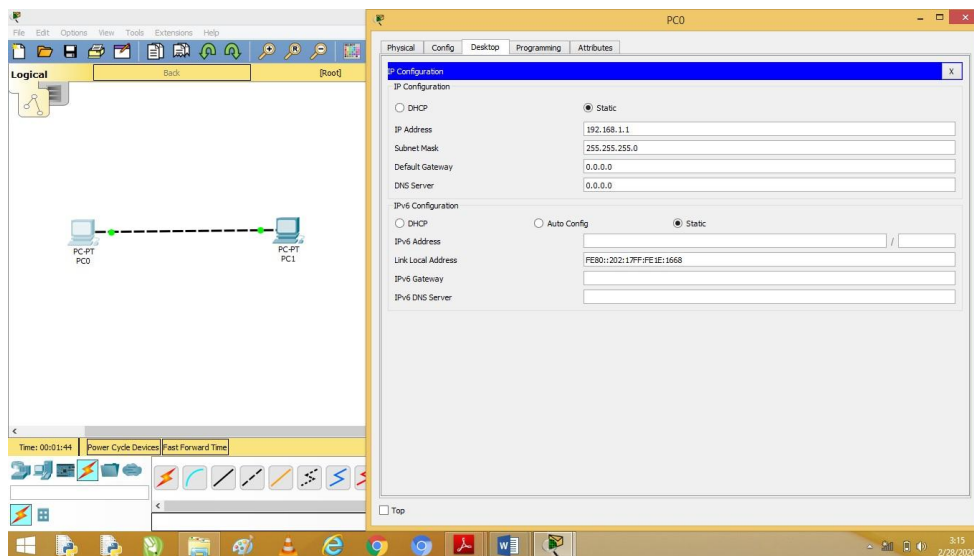 PC0
File Edit Options View Tools Extensions Help
Physical Config Desktop Programming Attributes
Logical Back [Root]
IP Configuration X
IP Configuration
DHCP Static
IP Address 192.168.1.1
Subnet Mask 255.255.255.0
Default Gateway 0.0.0.0
DNS Server 0.0.0.0
IPv6 Configuration
DHCP Auto Config Static
IPv6 Address /
Link Local Address FE80::202:17FF:FE1E:1668
IPv6 Gateway
IPv6 DNS Server
PC-PT
PC0
PC-PT
PC1
Time: 00:01:44 Power Cycle Devices Fast Forward Time
Top
3:15